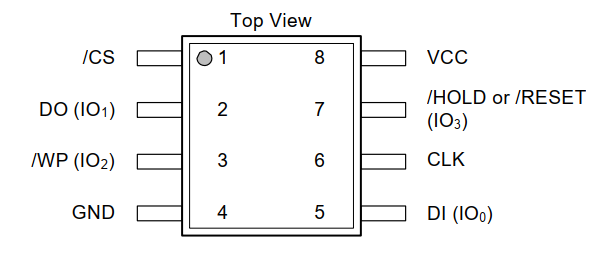 Top View
/CS 1 8 VCC
DO (IO₁) 2 7 /HOLD or /RESET
(IO₃)
/WP (IO₂) 3 6 CLK
GND 4 5 DI (IO₀)